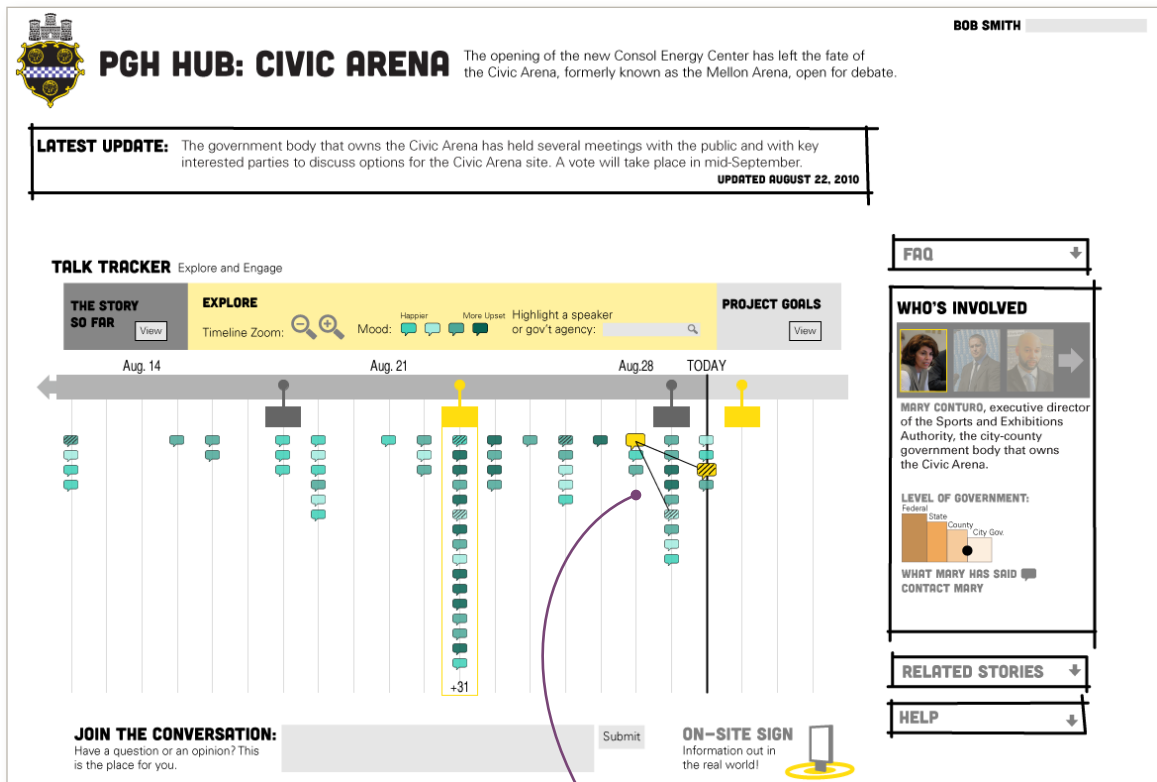 BOB SMITH
PGH HUB: CIVIC ARENA
The opening of the new Consol Energy Center has left the fate of
the Civic Arena, formerly known as the Mellon Arena, open for debate.
LATEST UPDATE:
The government body that owns the Civic Arena has held several meetings with the public and with key
interested parties to discuss options for the Civic Arena site. A vote will take place in mid-September.
UPDATED AUGUST 22, 2010
TALK TRACKER Explore and Engage
THE STORY
SO FAR
View
EXPLORE
Timeline Zoom:
Mood:
Happier
More Upset
Highlight a speaker
or gov't agency:
PROJECT GOALS
View
Aug. 14
Aug. 21
Aug.28
TODAY
+31
JOIN THE CONVERSATION:
Have a question or an opinion? This
is the place for you.
Submit
ON-SITE SIGN
Information out in
the real world!
FAQ
WHO'S INVOLVED
MARY CONTURO, executive director
of the Sports and Exhibitions
Authority, the city-county
government body that owns
the Civic Arena.
LEVEL OF GOVERNMENT:
Federal
State
County
City Gov.
WHAT MARY HAS SAID
CONTACT MARY
RELATED STORIES
HELP